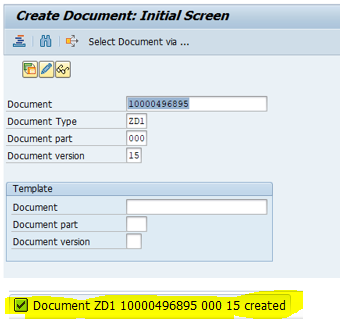 Create Document: Initial Screen
Select Document via ...
Document 10000496895
Document Type ZD1
Document part 000
Document version 15
Template
Document
Document part
Document version
Document ZD1 10000496895 000 15 created